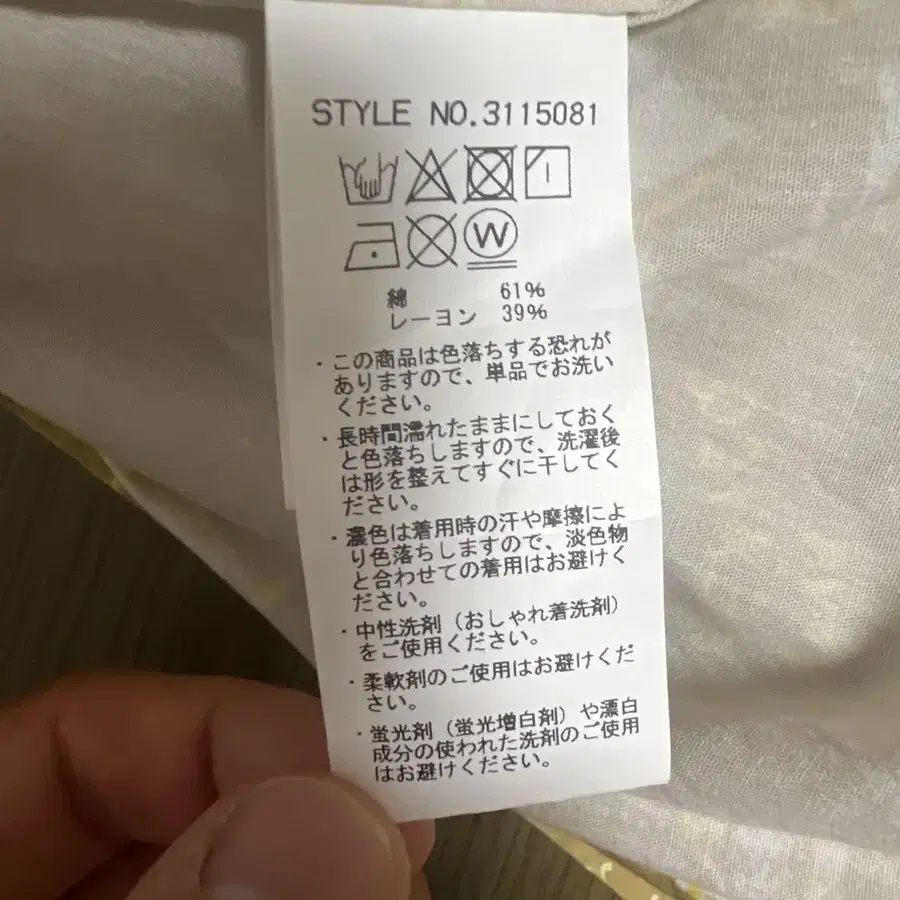 STYLE NO.3115081
W
綿 61%
レーヨン 39%
・この商品は色落ちする恐れが
ありますので、単品でお洗い
ください。
・長時間濡れたままにしておく
と色落ちしますので、洗濯後
は形を整えてすぐに干してく
ださい。
・濃色は着用時の汗や摩擦によ
り色落ちしますので、淡色物
と合わせての着用はお避けく
ださい。
・中性洗剤（おしゃれ着洗剤）
をご使用ください。
・柔軟剤のご使用はお避けくだ
さい。
・蛍光剤（蛍光増白剤）や漂白
成分の使われた洗剤のご使用
はお避けください。